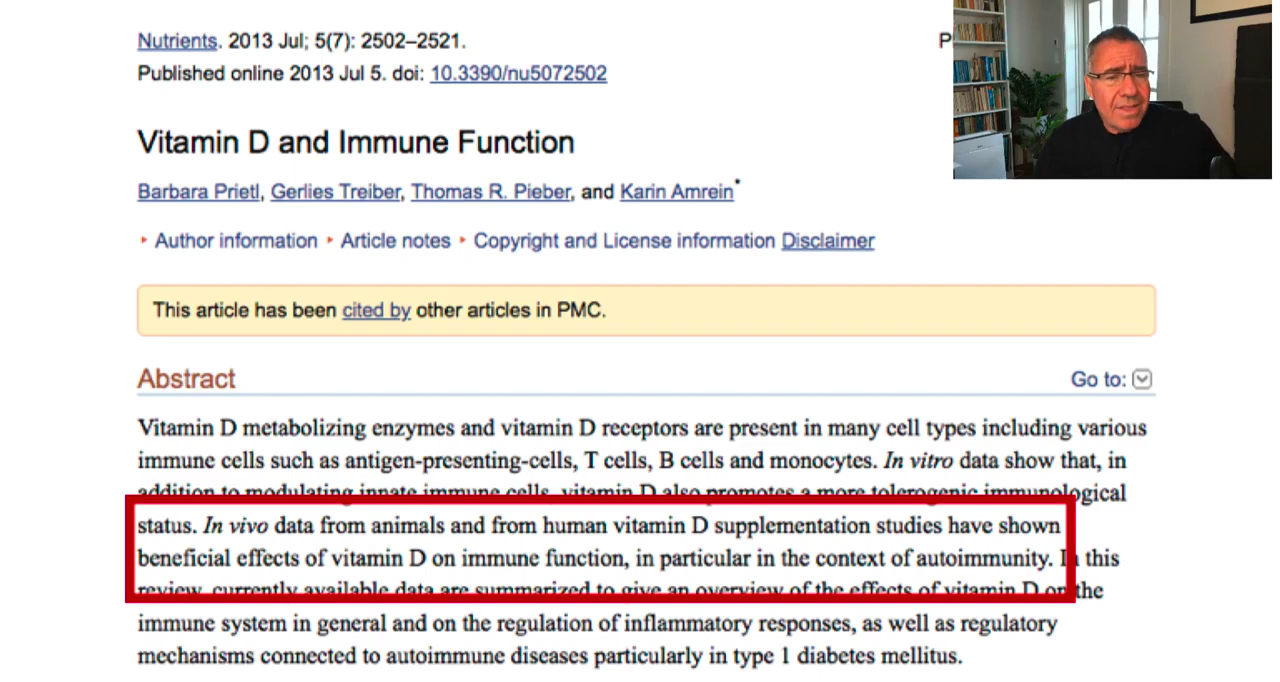 Nutrients. 2013 Jul; 5(7): 2502–2521.
P
Published online 2013 Jul 5. doi: 10.3390/nu5072502
Vitamin D and Immune Function
Barbara Prietl, Gerlies Treiber, Thomas R. Pieber, and Karin Amrein*
‣ Author information ‣ Article notes ‣ Copyright and License information Disclaimer
This article has been cited by other articles in PMC.
Abstract
Go to:
Vitamin D metabolizing enzymes and vitamin D receptors are present in many cell types including various
immune cells such as antigen-presenting-cells, T cells, B cells and monocytes. In vitro data show that, in
addition to modulating innate immune cells, vitamin D also promotes a more tolerogenic immunological
status. In vivo data from animals and from human vitamin D supplementation studies have shown
beneficial effects of vitamin D on immune function, in particular in the context of autoimmunity. In this
review, currently available data are summarized to give an overview of the effects of vitamin D on the
immune system in general and on the regulation of inflammatory responses, as well as regulatory
mechanisms connected to autoimmune diseases particularly in type 1 diabetes mellitus.